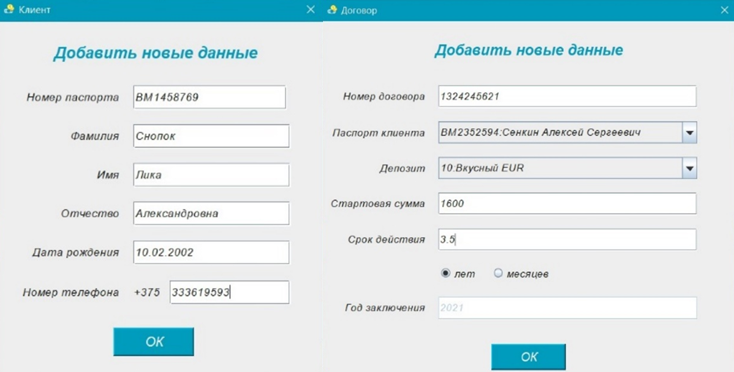 Клиент
Добавить новые данные
Номер паспорта BM1458769
Фамилия Снопок
Имя Лика
Отчество Александровна
Дата рождения 10.02.2002
Номер телефона +375 333619593
OK
Договор
Добавить новые данные
Номер договора 1324245621
Паспорт клиента BM2352594:Сенкин Алексей Сергеевич
Депозит 10:Вкусный EUR
Стартовая сумма 1600
Срок действия 3.5
лет месяцев
Год заключения 2021
OK